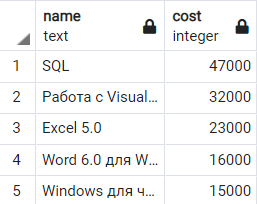 name cost
text integer
1 SQL 47000
2 Работа с Visual... 32000
3 Excel 5.0 23000
4 Word 6.0 для W... 16000
5 Windows для ч... 15000